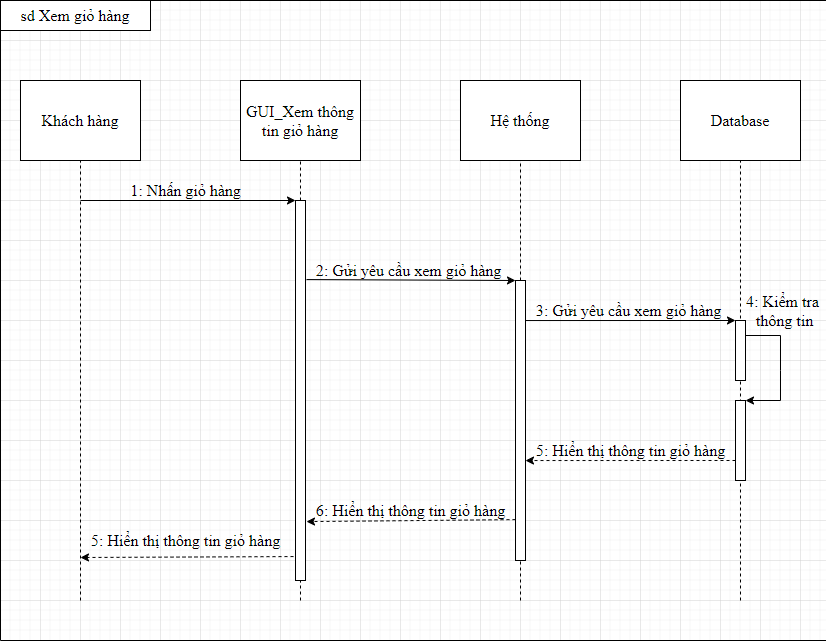 sd Xem giỏ hàng
Khách hàng
GUI_Xem thông
tin giỏ hàng
Hệ thống
Database
1: Nhấn giỏ hàng
2: Gửi yêu cầu xem giỏ hàng
3: Gửi yêu cầu xem giỏ hàng
4: Kiểm tra
thông tin
5: Hiển thị thông tin giỏ hàng
6: Hiển thị thông tin giỏ hàng
5: Hiển thị thông tin giỏ hàng